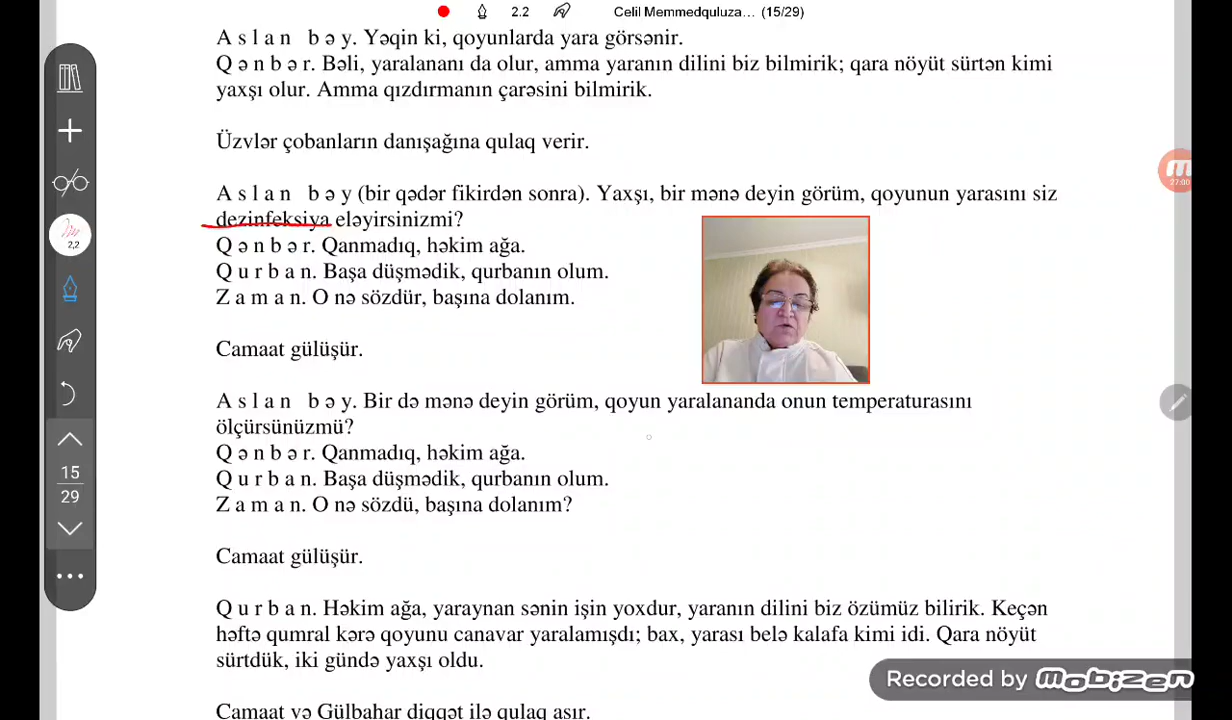 2.2 Celil Memmedquluza... (15/29)
A s l a n b ə y. Yəqin ki, qoyunlarda yara görsənir.
Q ə n b ə r. Bəli, yaralananı da olur, amma yaranın dilini biz bilmirik; qara nöyüt sürtən kimi
yaxşı olur. Amma qızdırmanın çarəsini bilmirik.
Üzvlər çobanların danışağına qulaq verir.
A s l a n b ə y (bir qədər fikirdən sonra). Yaxşı, bir mənə deyin görüm, qoyunun yarasını siz
dezinfeksiya eləyirsinizmi?
Q ə n b ə r. Qanmadıq, həkim ağa.
Q u r b a n. Başa düşmədik, qurbanın olum.
Z a m a n. O nə sözdür, başına dolanım.
Camaat gülüşür.
A s l a n b ə y. Bir də mənə deyin görüm, qoyun yaralananda onun temperaturasını
ölçürsünüzmü?
Q ə n b ə r. Qanmadıq, həkim ağa.
Q u r b a n. Başa düşmədik, qurbanın olum.
Z a m a n. O nə sözdü, başına dolanım?
Camaat gülüşür.
Q u r b a n. Həkim ağa, yaraynan sənin işin yoxdur, yaranın dilini biz özümüz bilirik. Keçən
həftə qumral kərə qoyunu canavar yaralamışdı; bax, yarası belə kalafa kimi idi. Qara nöyüt
sürtdük, iki gündə yaxşı oldu.
Camaat və Gülbahar diqqət ilə qulaq asır.
2,2
15
29
27:00
Recorded by mobizen